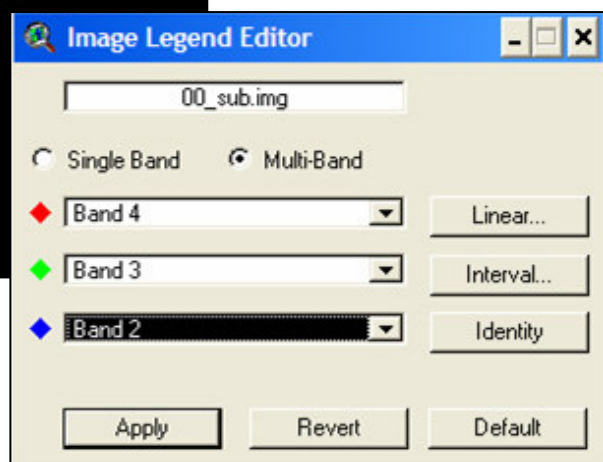 Image Legend Editor
00_sub.img
Single Band Multi-Band
Band 4 Linear...
Band 3 Interval...
Band 2 Identity
Apply Revert Default